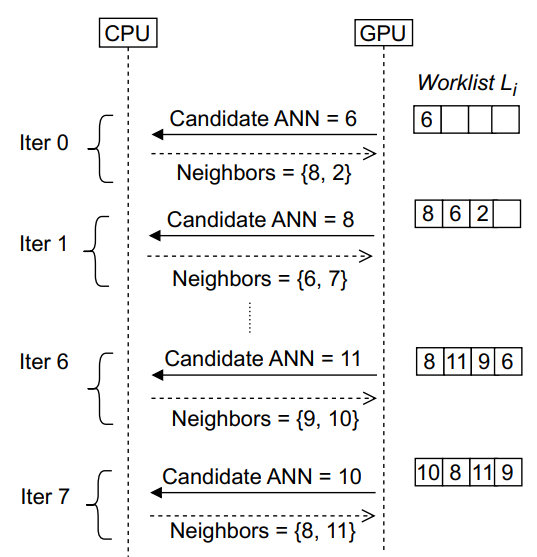 CPU GPU
Worklist Li
Candidate ANN = 6
6
Iter 0
Neighbors = {8, 2}
Candidate ANN = 8
8 6 2
Iter 1
Neighbors = {6, 7}
Iter 6
Candidate ANN = 11
8 11 9 6
Neighbors = {9, 10}
Candidate ANN = 10
10 8 11 9
Iter 7
Neighbors = {8, 11}